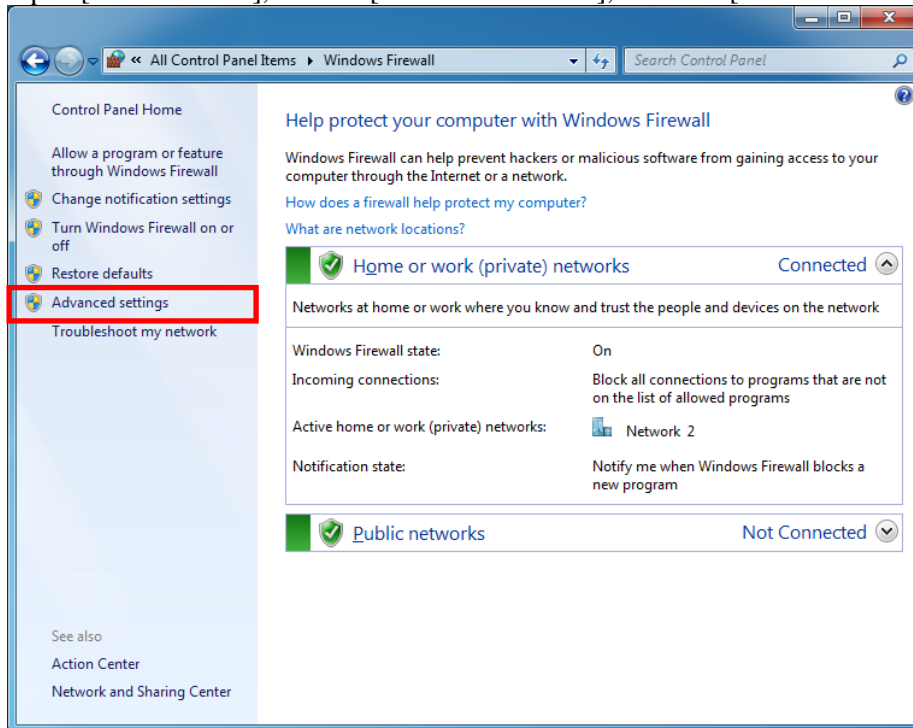 « All Control Panel Items ▸ Windows Firewall
Search Control Panel
Control Panel Home
Allow a program or feature
through Windows Firewall
Change notification settings
Turn Windows Firewall on or
off
Restore defaults
Advanced settings
Troubleshoot my network
See also
Action Center
Network and Sharing Center
Help protect your computer with Windows Firewall
Windows Firewall can help prevent hackers or malicious software from gaining access to your
computer through the Internet or a network.
How does a firewall help protect my computer?
What are network locations?
Home or work (private) networks Connected
Networks at home or work where you know and trust the people and devices on the network
Windows Firewall state: On
Incoming connections: Block all connections to programs that are not
on the list of allowed programs
Active home or work (private) networks: Network 2
Notification state: Notify me when Windows Firewall blocks a
new program
Public networks Not Connected